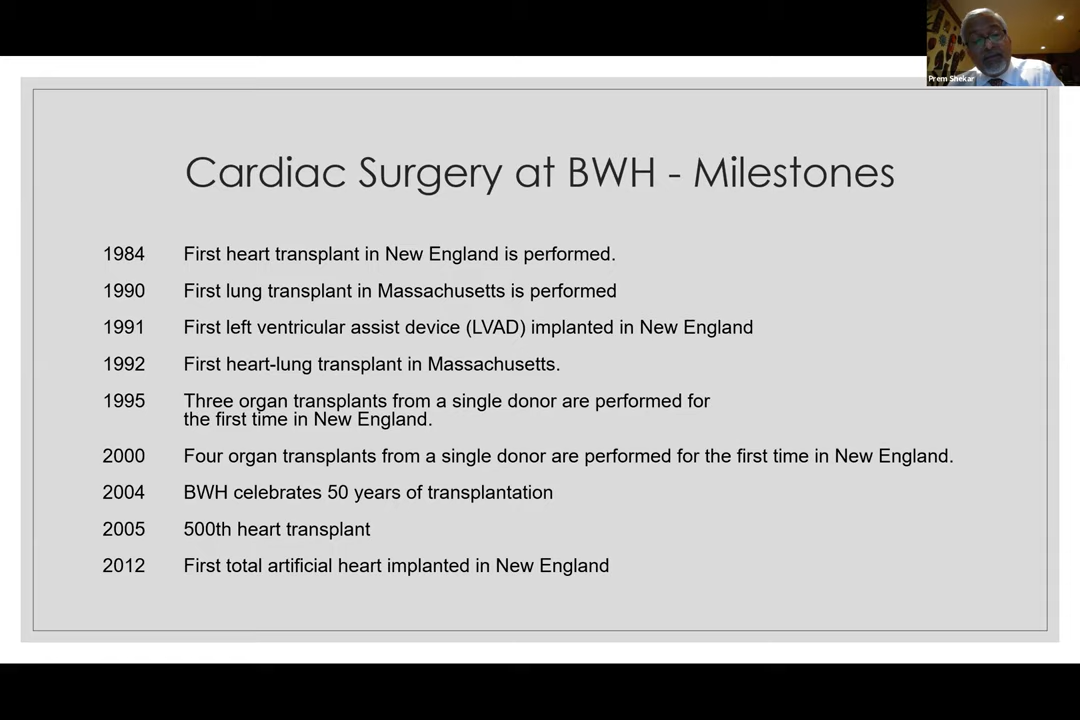 Prem Shekar
Cardiac Surgery at BWH - Milestones
1984 First heart transplant in New England is performed.
1990 First lung transplant in Massachusetts is performed
1991 First left ventricular assist device (LVAD) implanted in New England
1992 First heart-lung transplant in Massachusetts.
1995 Three organ transplants from a single donor are performed for
the first time in New England.
2000 Four organ transplants from a single donor are performed for the first time in New England.
2004 BWH celebrates 50 years of transplantation
2005 500th heart transplant
2012 First total artificial heart implanted in New England